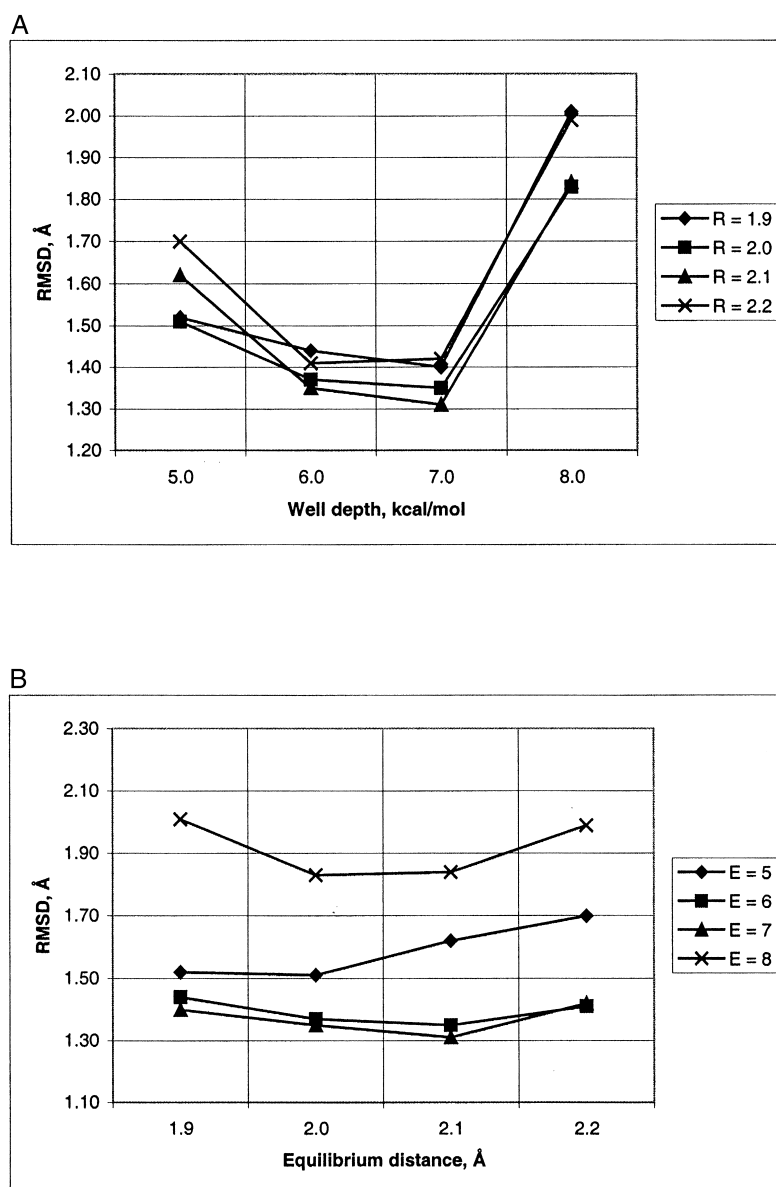 A
2.10
2.00
1.90
1.80
1.70
1.60
1.50
1.40
1.30
1.20
RMSD, Å
5.0 6.0 7.0 8.0
Well depth, kcal/mol
R = 1.9
R = 2.0
R = 2.1
R = 2.2
B
2.30
2.10
1.90
1.70
1.50
1.30
1.10
RMSD, Å
1.9 2.0 2.1 2.2
Equilibrium distance, Å
E = 5
E = 6
E = 7
E = 8